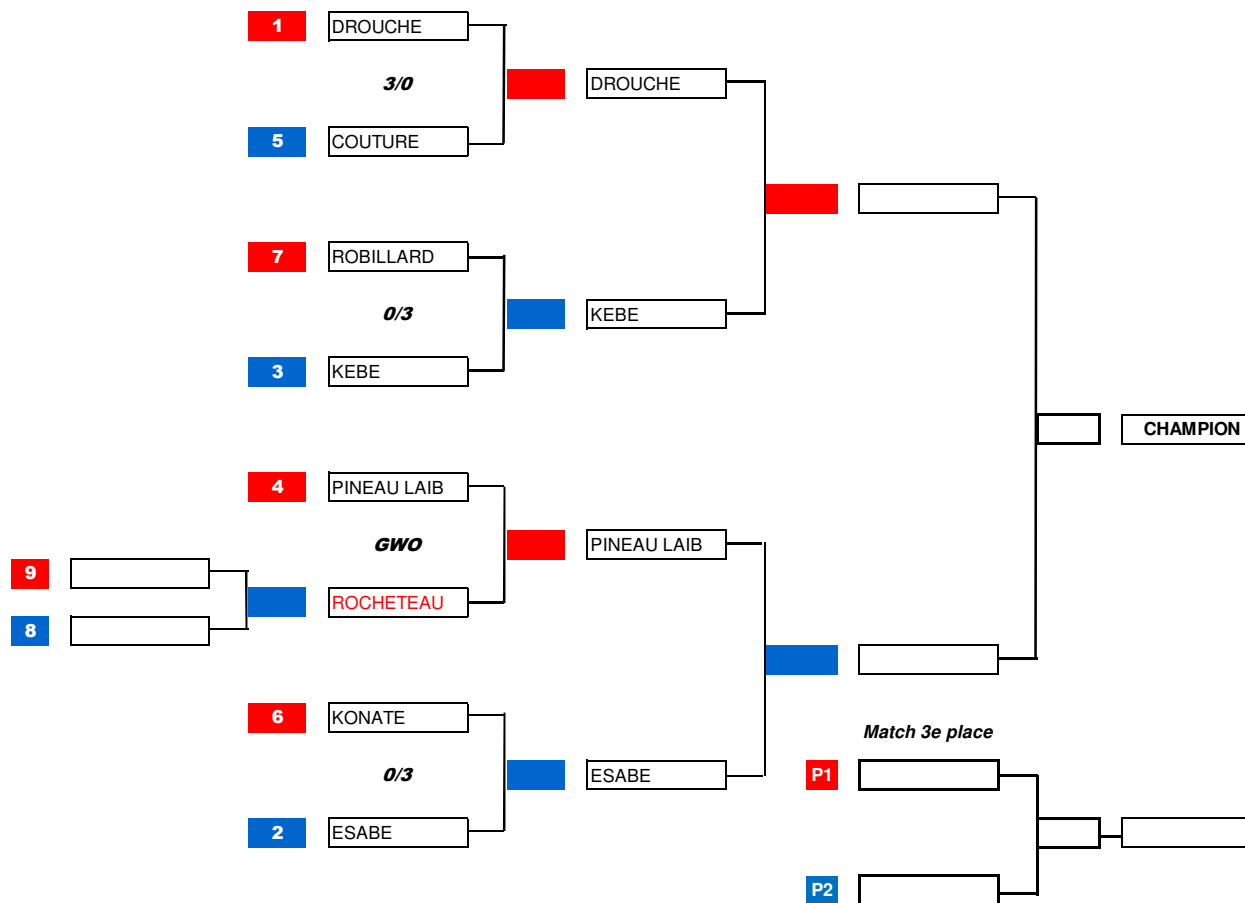 1 DROUCHE
3/0 DROUCHE
5 COUTURE
7 ROBILLARD
0/3 KEBE
3 KEBE
CHAMPION
4 PINEAU LAIB
GWO PINEAU LAIB
9
ROCHETEAU
8
6 KONATE
Match 3e place
0/3 ESABE P1
2 ESABE
P2